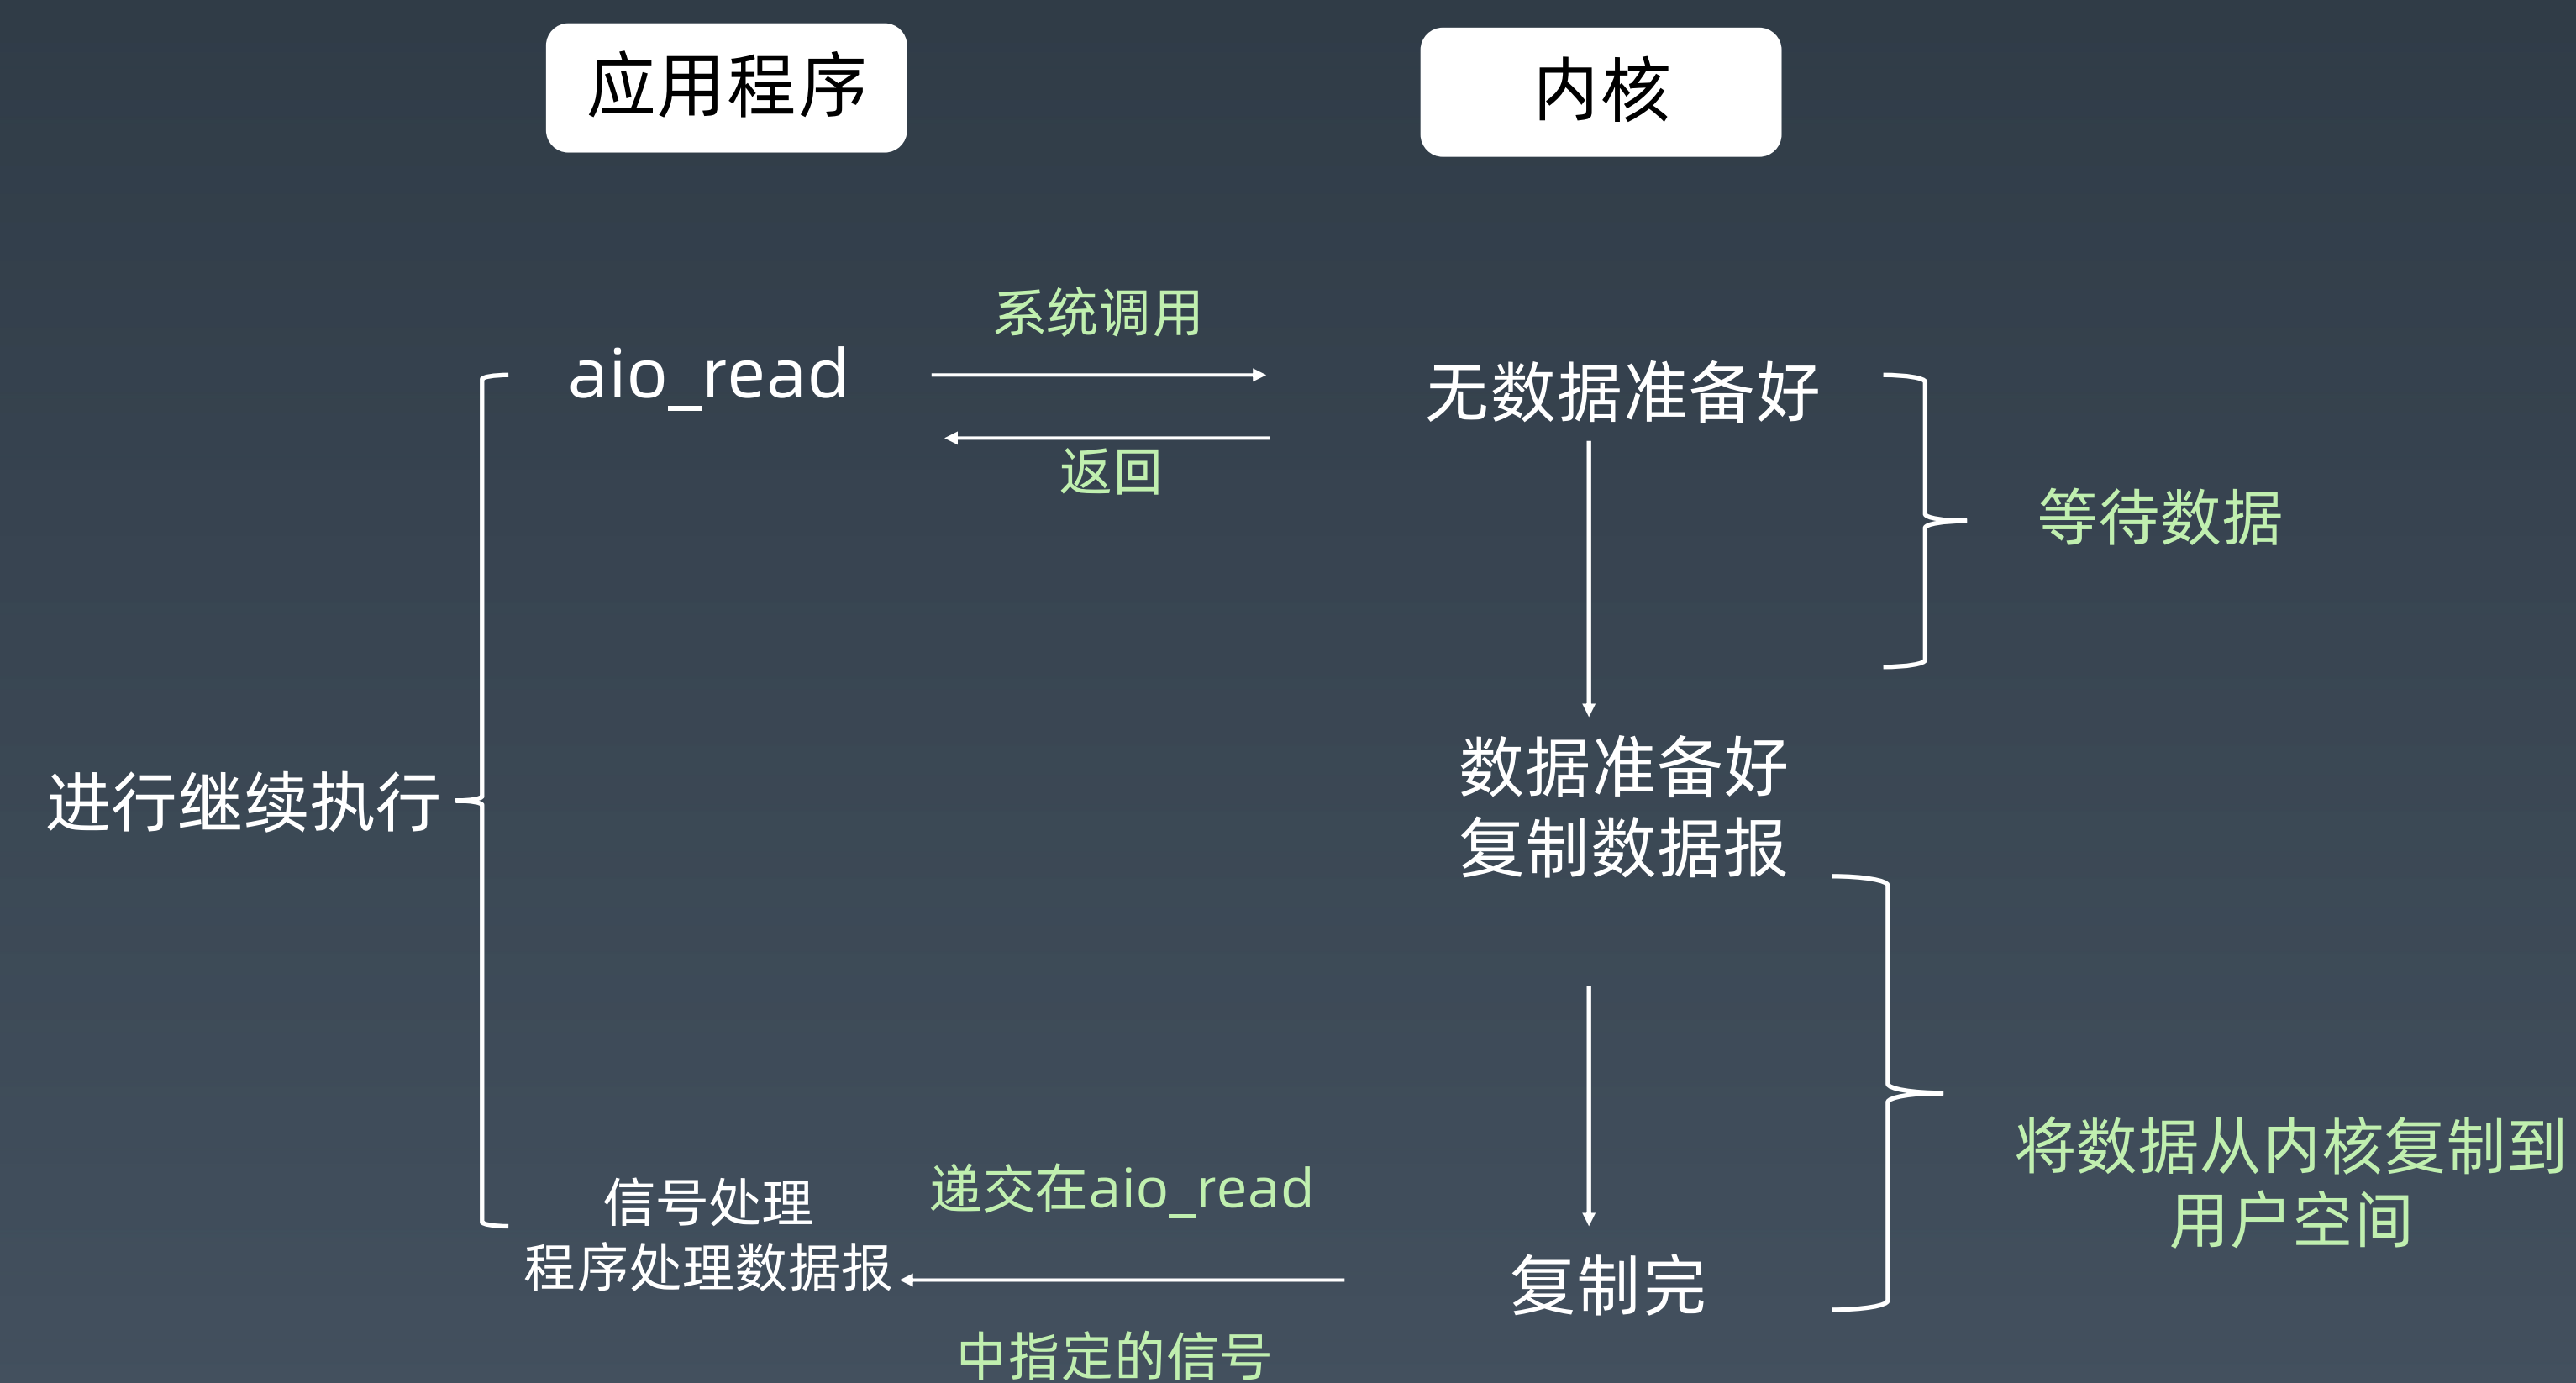 应用程序
内核
系统调用
aio_read
无数据准备好
返回
等待数据
数据准备好
进行继续执行
复制数据报
将数据从内核复制到
用户空间
信号处理
递交在aio_read
程序处理数据报
复制完
中指定的信号